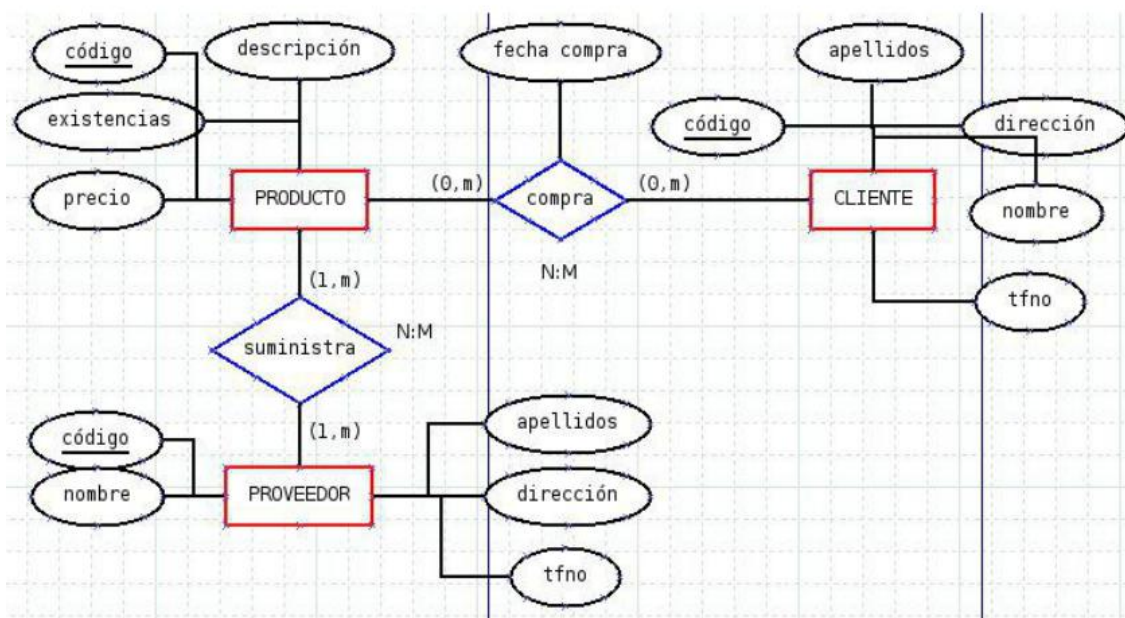 código
descripción
fecha compra
apellidos
existencias
código
dirección
precio
PRODUCTO
(0,m)
compra
(0,m)
CLIENTE
nombre
(1,m)
N:M
suministra
N:M
tfno
código
(1,m)
apellidos
nombre
PROVEEDOR
dirección
tfno